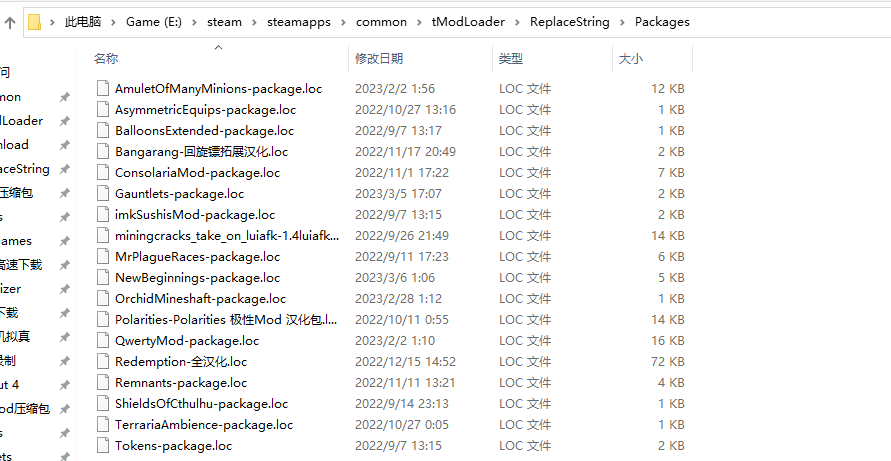 此电脑 Game (E:) steam steamapps common tModLoader ReplaceString Packages
名称 修改日期 类型 大小
AmuletOfManyMinions-package.loc 2023/2/2 1:56 LOC 文件 12 KB
AsymmetricEquips-package.loc 2022/10/27 13:16 LOC 文件 1 KB
BalloonsExtended-package.loc 2022/9/7 13:17 LOC 文件 1 KB
Bangarang-回旋镖拓展汉化.loc 2022/11/17 20:49 LOC 文件 2 KB
ConsolariaMod-package.loc 2022/11/1 17:22 LOC 文件 7 KB
Gauntlets-package.loc 2023/3/5 17:07 LOC 文件 2 KB
imkSushisMod-package.loc 2022/9/7 13:15 LOC 文件 2 KB
miningcracks_take_on_luiafk-1.4luiafk... 2022/9/26 21:49 LOC 文件 14 KB
MrPlagueRaces-package.loc 2022/9/11 17:23 LOC 文件 6 KB
NewBeginnings-package.loc 2023/3/6 1:06 LOC 文件 5 KB
OrchidMineshaft-package.loc 2023/2/28 1:12 LOC 文件 1 KB
Polarities-Polarities 极性Mod 汉化包.l... 2022/10/11 0:55 LOC 文件 14 KB
QwertyMod-package.loc 2023/2/2 1:10 LOC 文件 16 KB
Redemption-全汉化.loc 2022/12/15 14:52 LOC 文件 72 KB
Remnants-package.loc 2022/11/11 13:21 LOC 文件 4 KB
ShieldsOfCthulhu-package.loc 2022/9/14 23:13 LOC 文件 1 KB
TerrariaAmbience-package.loc 2022/10/27 0:05 LOC 文件 1 KB
Tokens-package.loc 2022/9/7 13:15 LOC 文件 2 KB
问
mon
dLoader
nload
aceString
压缩包
s
games
高速下载
izer
下载
机拟真
录制
ut 4
od压缩包
s
ets